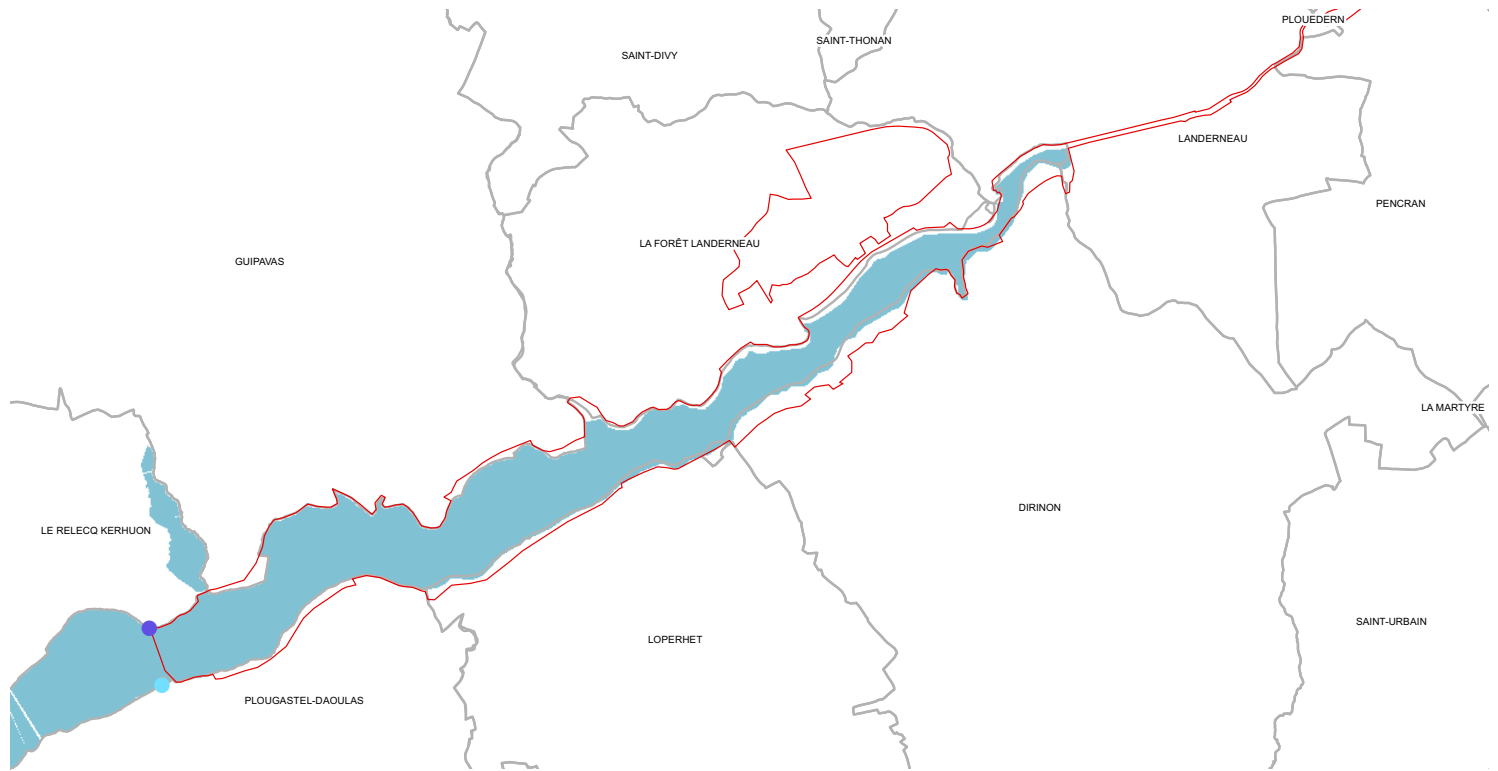 PLOUEDERN
SAINT-THONAN
SAINT-DIVY
LANDERNEAU
PENCRAN
LA FORÊT LANDERNEAU
GUIPAVAS
LA MARTYRE
DIRINON
LE RELECQ KERHUON
SAINT-URBAIN
LOPERHET
PLOUGASTEL-DAOULAS